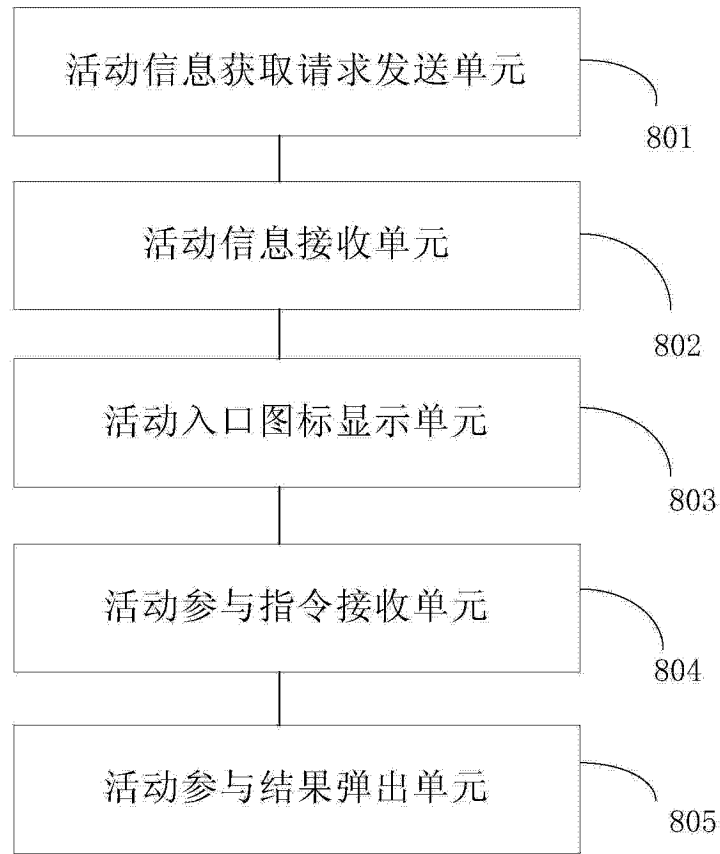 活动信息获取请求发送单元
801
活动信息接收单元
802
活动入口图标显示单元
803
活动参与指令接收单元
804
活动参与结果弹出单元
805